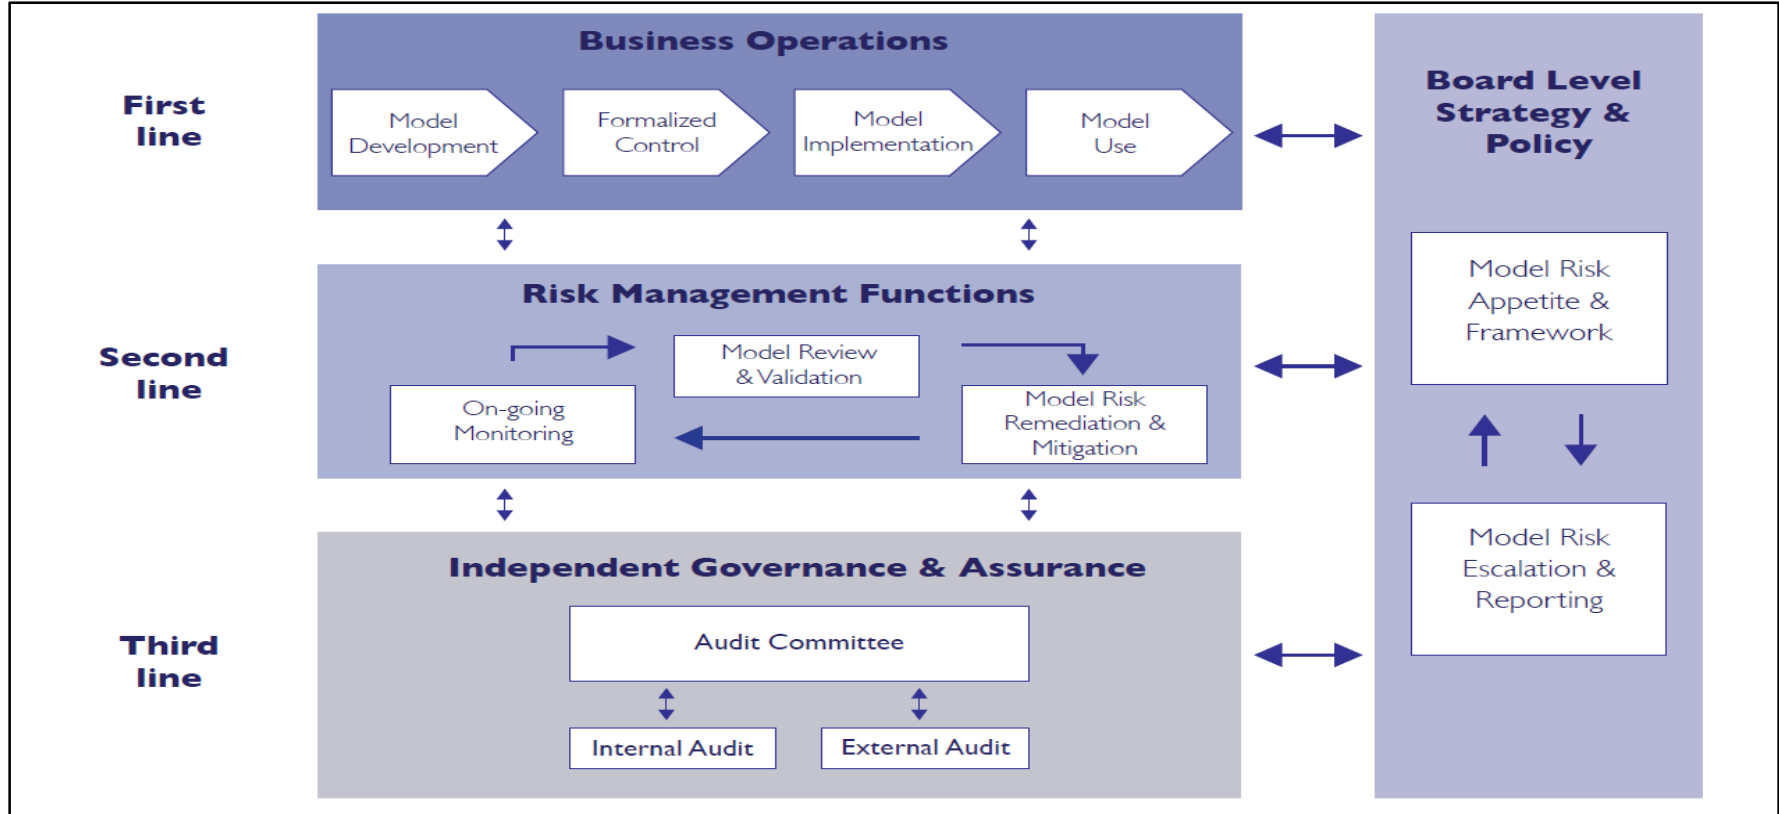 Business Operations
First
line
Model
Development
Formalized
Control
Model
Implementation
Model
Use
Board Level
Strategy &
Policy
Second
line
Risk Management Functions
Model Review
& Validation
On-going
Monitoring
Model Risk
Remediation &
Mitigation
Model Risk
Appetite &
Framework
Model Risk
Escalation &
Reporting
Third
line
Independent Governance & Assurance
Audit Committee
Internal Audit
External Audit